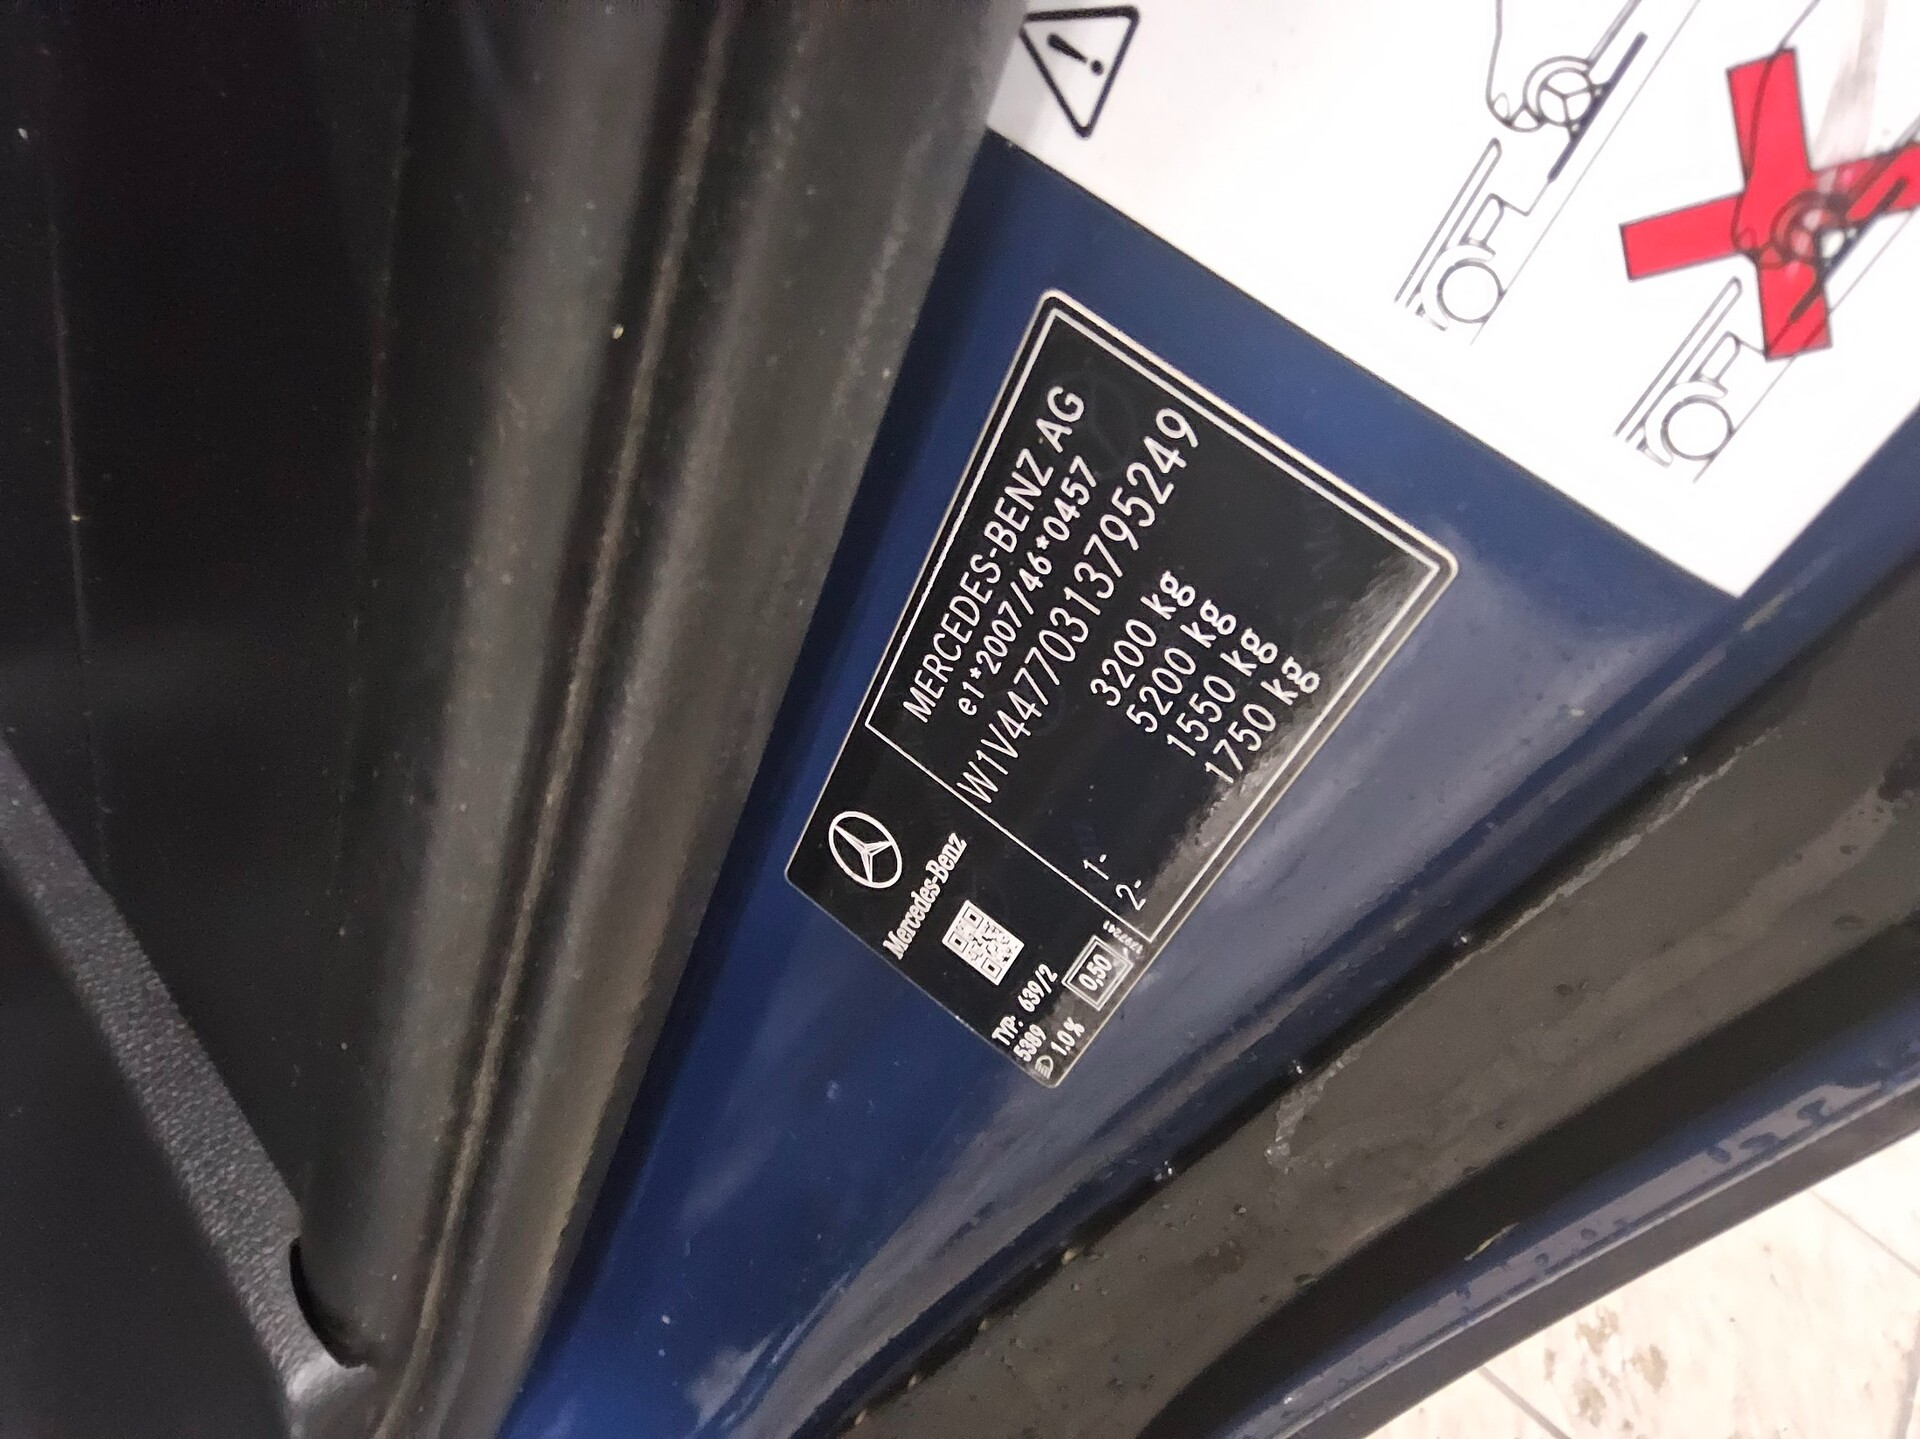 MERCEDES-BENZ AG
e1*2007/46*0457
W1V44770313795249
3200 kg
5200 kg
1- 1550 kg
2- 1750 kg
Mercedes-Benz
TYP: 639/2
5389
1.0 % 0,50